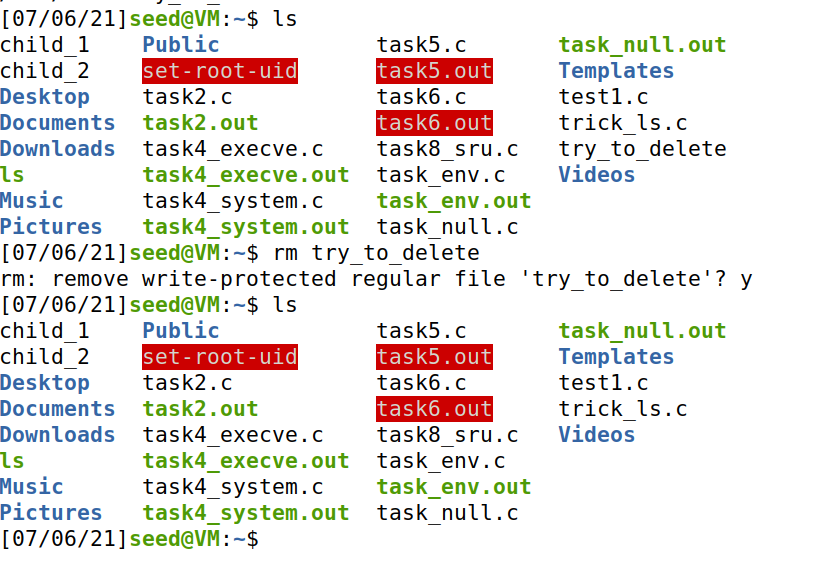 [07/06/21]seed@VM:~$ ls
child_1    Public             task5.c        task_null.out
child_2    set-root-uid       task5.out      Templates
Desktop    task2.c            task6.c        test1.c
Documents  task2.out          task6.out      trick_ls.c
Downloads  task4_execve.c     task8_sru.c    try_to_delete
ls         task4_execve.out   task_env.c     Videos
Music      task4_system.c     task_env.out
Pictures   task4_system.out   task_null.c
[07/06/21]seed@VM:~$ rm try_to_delete
rm: remove write-protected regular file 'try_to_delete'? y
[07/06/21]seed@VM:~$ ls
child_1    Public             task5.c        task_null.out
child_2    set-root-uid       task5.out      Templates
Desktop    task2.c            task6.c        test1.c
Documents  task2.out          task6.out      trick_ls.c
Downloads  task4_execve.c     task8_sru.c    Videos
ls         task4_execve.out   task_env.c
Music      task4_system.c     task_env.out
Pictures   task4_system.out   task_null.c
[07/06/21]seed@VM:~$